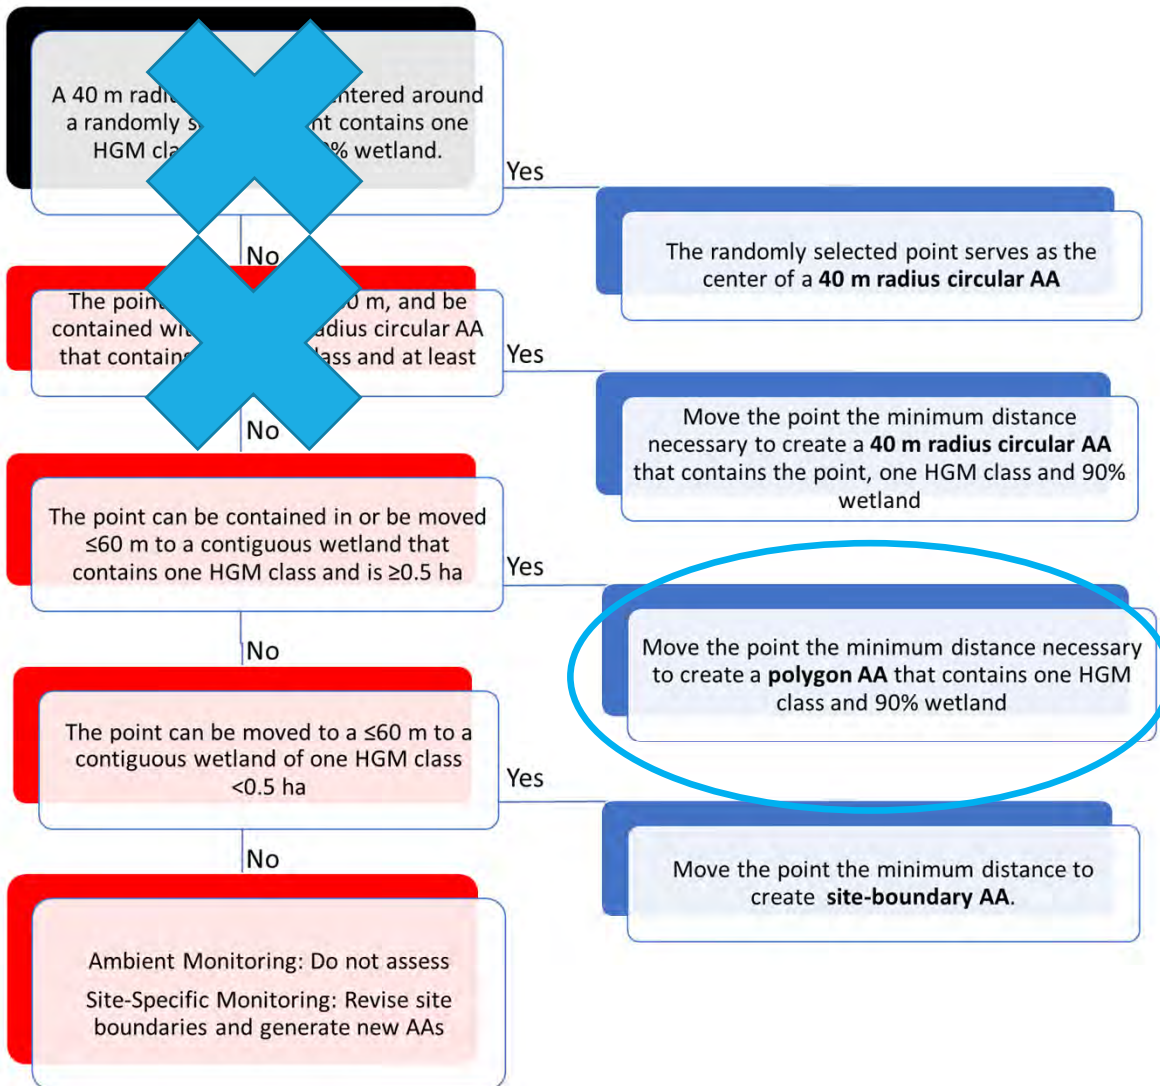 A 40 m entered around
a randomly nt contains one
HGM % wetland.
Yes
No
The randomly selected point serves as the
center of a 40 m radius circular AA
The point 0 m, and be
contained adius circular AA
that contains lass and at least
Yes
No
Move the point the minimum distance
necessary to create a 40 m radius circular AA
that contains the point, one HGM class and 90%
wetland
The point can be contained in or be moved
≤60 m to a contiguous wetland that
contains one HGM class and is ≥0.5 ha
Yes
No
Move the point the minimum distance necessary
to create a polygon AA that contains one HGM
class and 90% wetland
The point can be moved to a ≤60 m to a
contiguous wetland of one HGM class
<0.5 ha
Yes
No
Move the point the minimum distance to
create site-boundary AA.
Ambient Monitoring: Do not assess
Site-Specific Monitoring: Revise site
boundaries and generate new AAs